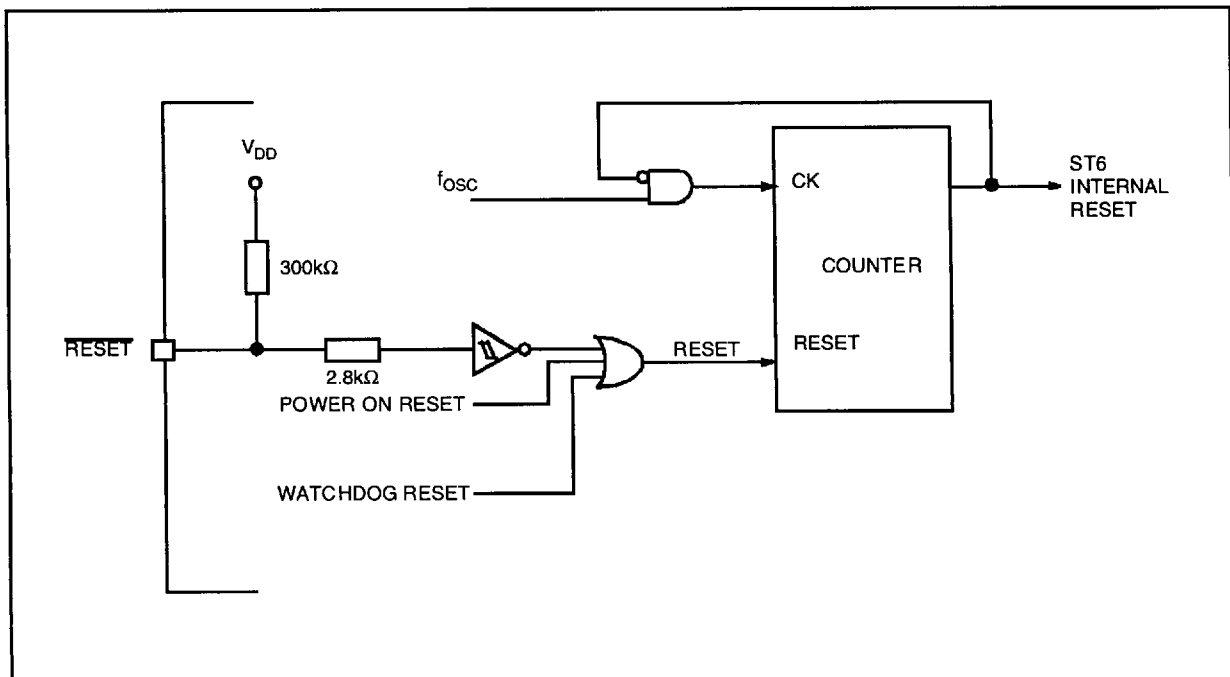 V_DD
300kΩ
RESET
2.8kΩ
POWER ON RESET
WATCHDOG RESET
f_OSC
RESET
CK
COUNTER
RESET
ST6
INTERNAL
RESET